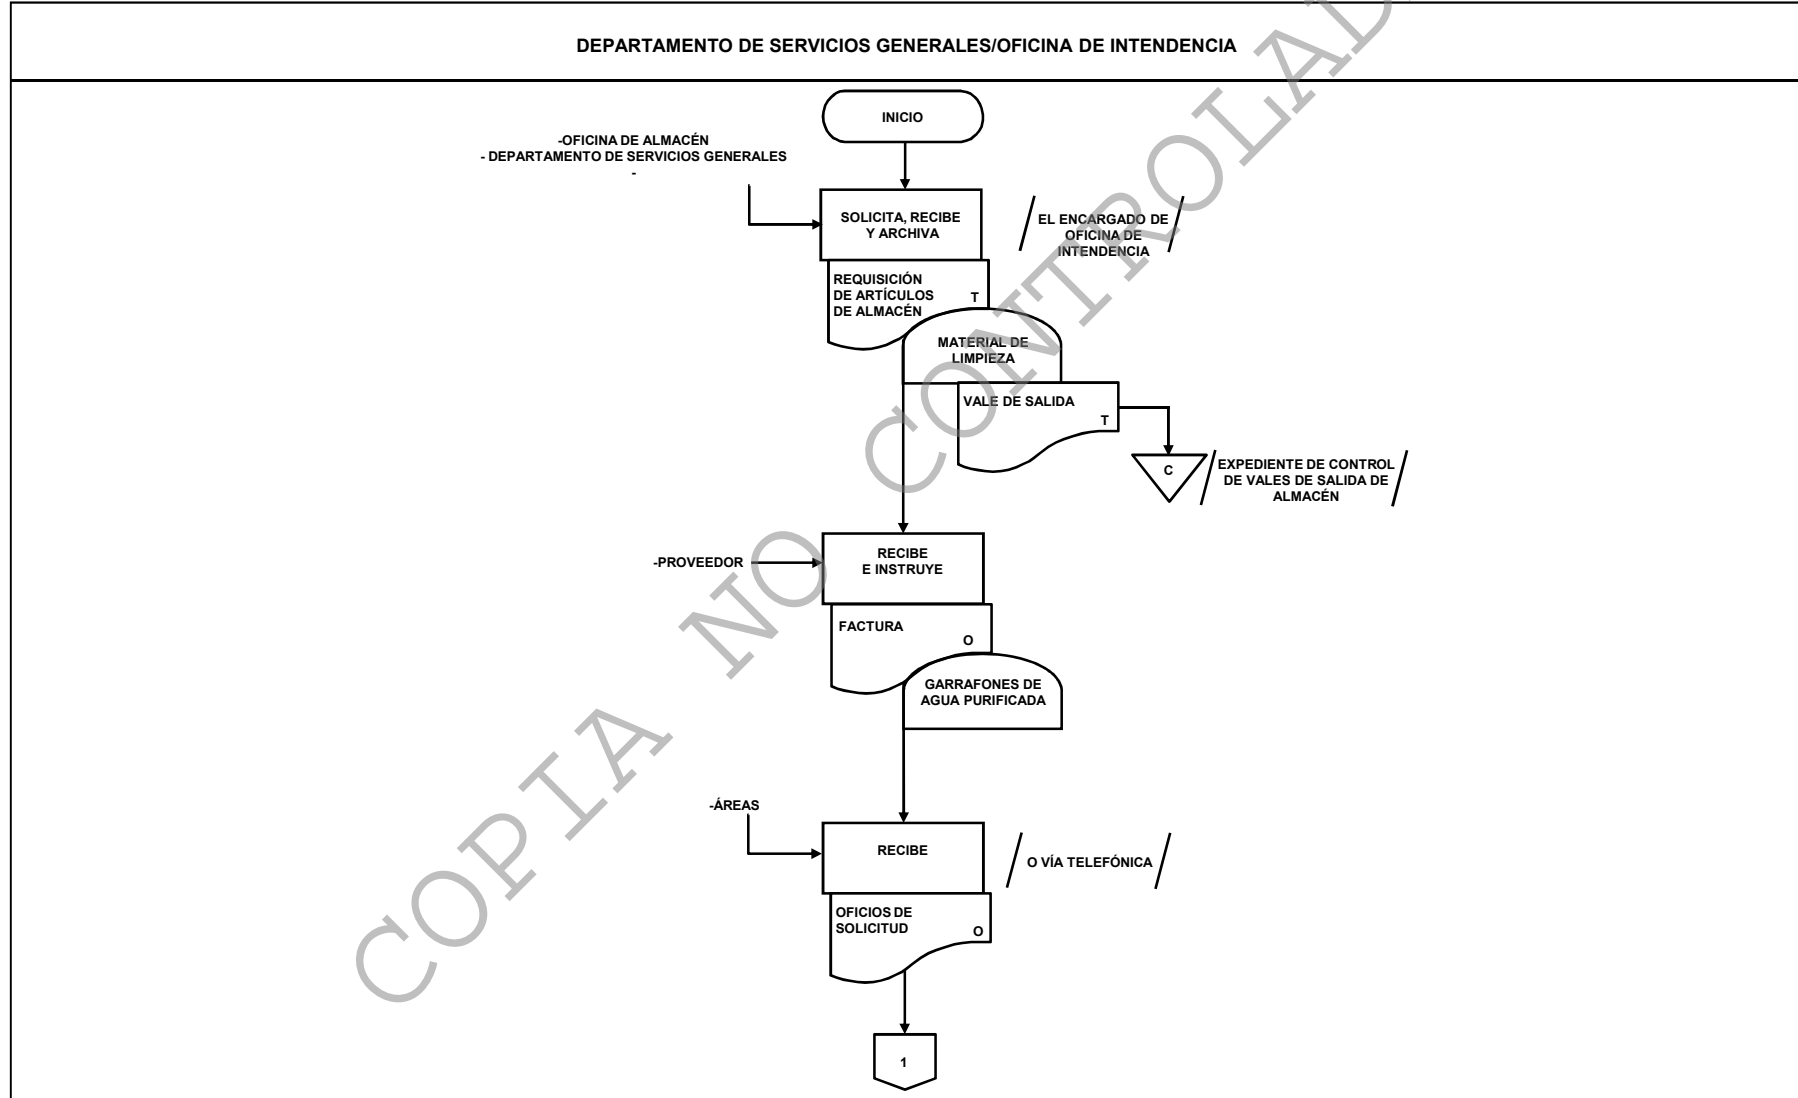 DEPARTAMENTO DE SERVICIOS GENERALES/OFICINA DE INTENDENCIA
INICIO
-OFICINA DE ALMACÉN
- DEPARTAMENTO DE SERVICIOS GENERALES
-
SOLICITA, RECIBE
Y ARCHIVA
EL ENCARGADO DE
OFICINA DE
INTENDENCIA
REQUISICIÓN
DE ARTÍCULOS
DE ALMACÉN
T
MATERIAL DE
LIMPIEZA
VALE DE SALIDA
T
C
EXPEDIENTE DE CONTROL
DE VALES DE SALIDA DE
ALMACÉN
-PROVEEDOR
RECIBE
E INSTRUYE
FACTURA
O
GARRAFONES DE
AGUA PURIFICADA
-ÁREAS
RECIBE
O VÍA TELEFÓNICA
OFICIOS DE
SOLICITUD
O
1
COPIA NO CONTROLAD